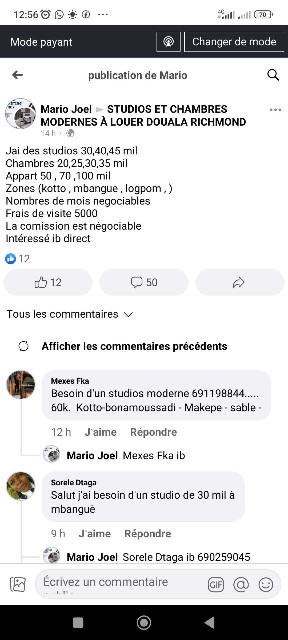 12:56
4G
70
Mode payant
Changer de mode
publication de Mario
Mario Joel ▸ STUDIOS ET CHAMBRES
MODERNES À LOUER DOUALA RICHMOND
14 h ·
Jai des studios 30,40,45 mil
Chambres 20,25,30,35 mil
Appart 50 , 70 ,100 mil
Zones (kotto , mbangue , logpom , )
Nombres de mois negociables
Frais de visite 5000
La comission est négociable
Intéressé ib direct
12
12
50
Tous les commentaires
Afficher les commentaires précédents
Mexes Fka
Besoin d'un studios moderne 691198844.....
60k. Kotto-bonamoussadi - Makepe - sable -
12 h J'aime Répondre
Mario Joel Mexes Fka ib
Sorele Dtaga
Salut j'ai besoin d'un studio de 30 mil à
mbanguè
9 h J'aime Répondre
Mario Joel Sorele Dtaga ib 690259045
Écrivez un commentaire
GIF